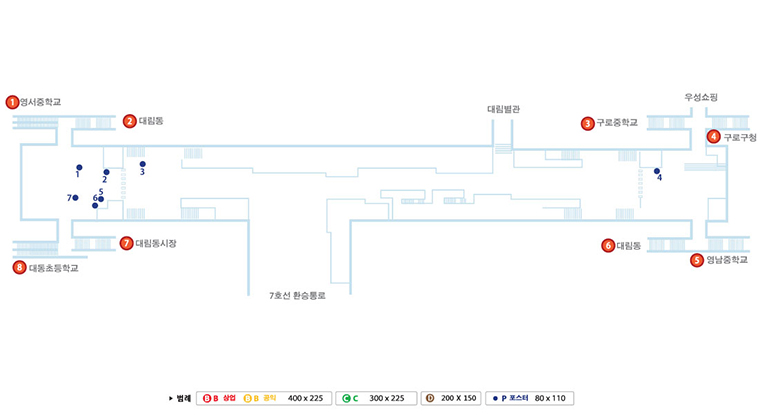 우성쇼핑
1 영서중학교
대림별관
2 대림동
3 구로중학교
4 구로구청
1
2
3
4
7
5
6
7 대림동시장
6 대림동
8 대동초등학교
5 영남중학교
7호선 환승통로
범례
B B 상업
B B 공익
400 x 225
C C
300 x 225
D
200 X 150
P 포스터
80 x 110